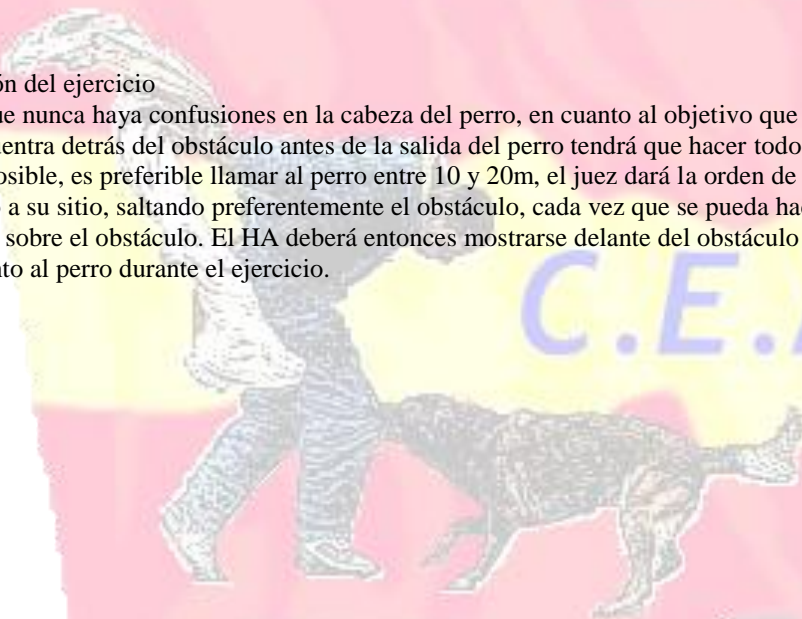 ón del ejercicio
ue nunca haya confusiones en la cabeza del perro, en cuanto al objetivo que
uentra detrás del obstáculo antes de la salida del perro tendrá que hacer todo
osible, es preferible llamar al perro entre 10 y 20m, el juez dará la orden de
o a su sitio, saltando preferentemente el obstáculo, cada vez que se pueda hac
sobre el obstáculo. El HA deberá entonces mostrarse delante del obstáculo
nto al perro durante el ejercicio.
C.E.